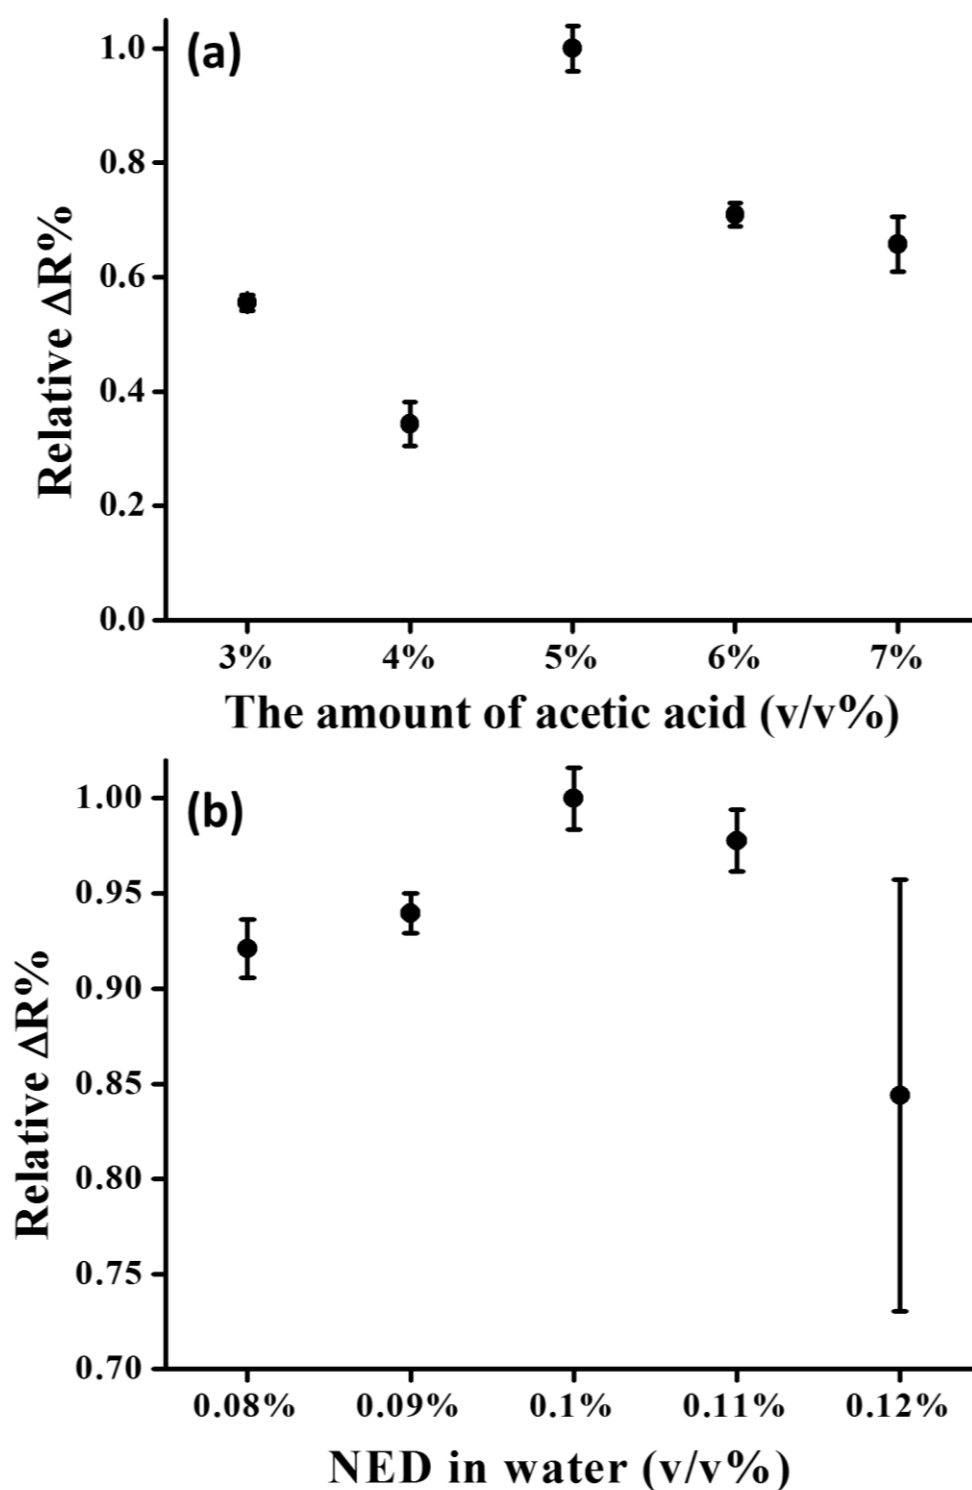 (a)
Relative ΔR%
1.0
0.8
0.6
0.4
0.2
0.0
3% 4% 5% 6% 7%
The amount of acetic acid (v/v%)
(b)
Relative ΔR%
1.00
0.95
0.90
0.85
0.80
0.75
0.70
0.08% 0.09% 0.1% 0.11% 0.12%
NED in water (v/v%)